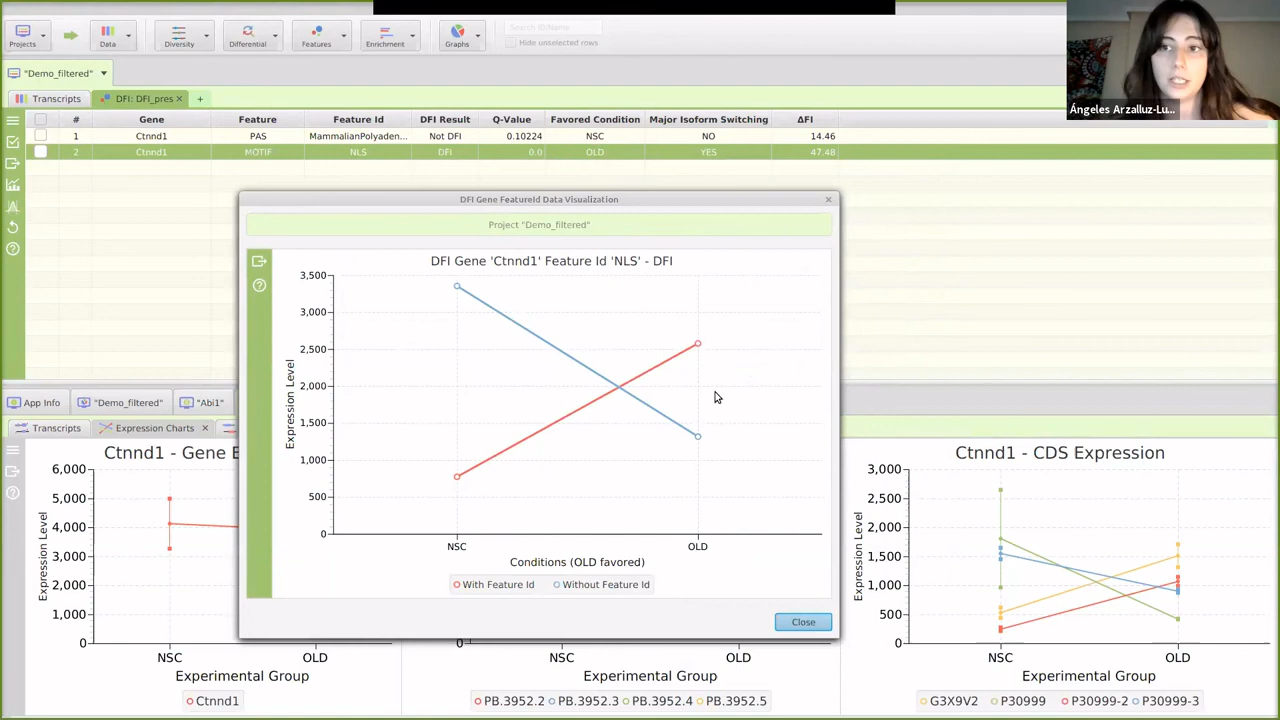 Projects Data Diversity Differential Features Enrichment Graphs
Search ID/Name
Hide unselected rows
Ángeles Arzalluz-Lu...
"Demo_filtered"
Transcripts DFI: DFI_pres × +
# Gene Feature Feature Id DFI Result Q-Value Favored Condition Major Isoform Switching ΔFI
1 Ctnnd1 PAS MammalianPolyaden... Not DFI 0.10224 NSC NO 14.46
2 Ctnnd1 MOTIF NLS DFI 0.0 OLD YES 47.48
DFI Gene FeatureId Data Visualization ×
Project "Demo_filtered"
DFI Gene 'Ctnnd1' Feature Id 'NLS' - DFI
3,500
3,000
2,500
2,000
1,500
1,000
500
0
Expression Level
NSC OLD
Conditions (OLD favored)
With Feature Id Without Feature Id
Close
App Info "Demo_filtered" "Abi1"
Transcripts Expression Charts ×
Ctnnd1 - Gene E
6,000
5,000
4,000
3,000
2,000
1,000
0
Expression Level
NSC OLD
Experimental Group
Ctnnd1
0
NSC OLD
Experimental Group
PB.3952.2 PB.3952.3 PB.3952.4 PB.3952.5
Ctnnd1 - CDS Expression
3,000
2,500
2,000
1,500
1,000
500
0
Expression Level
NSC OLD
Experimental Group
G3X9V2 P30999 P30999-2 P30999-3